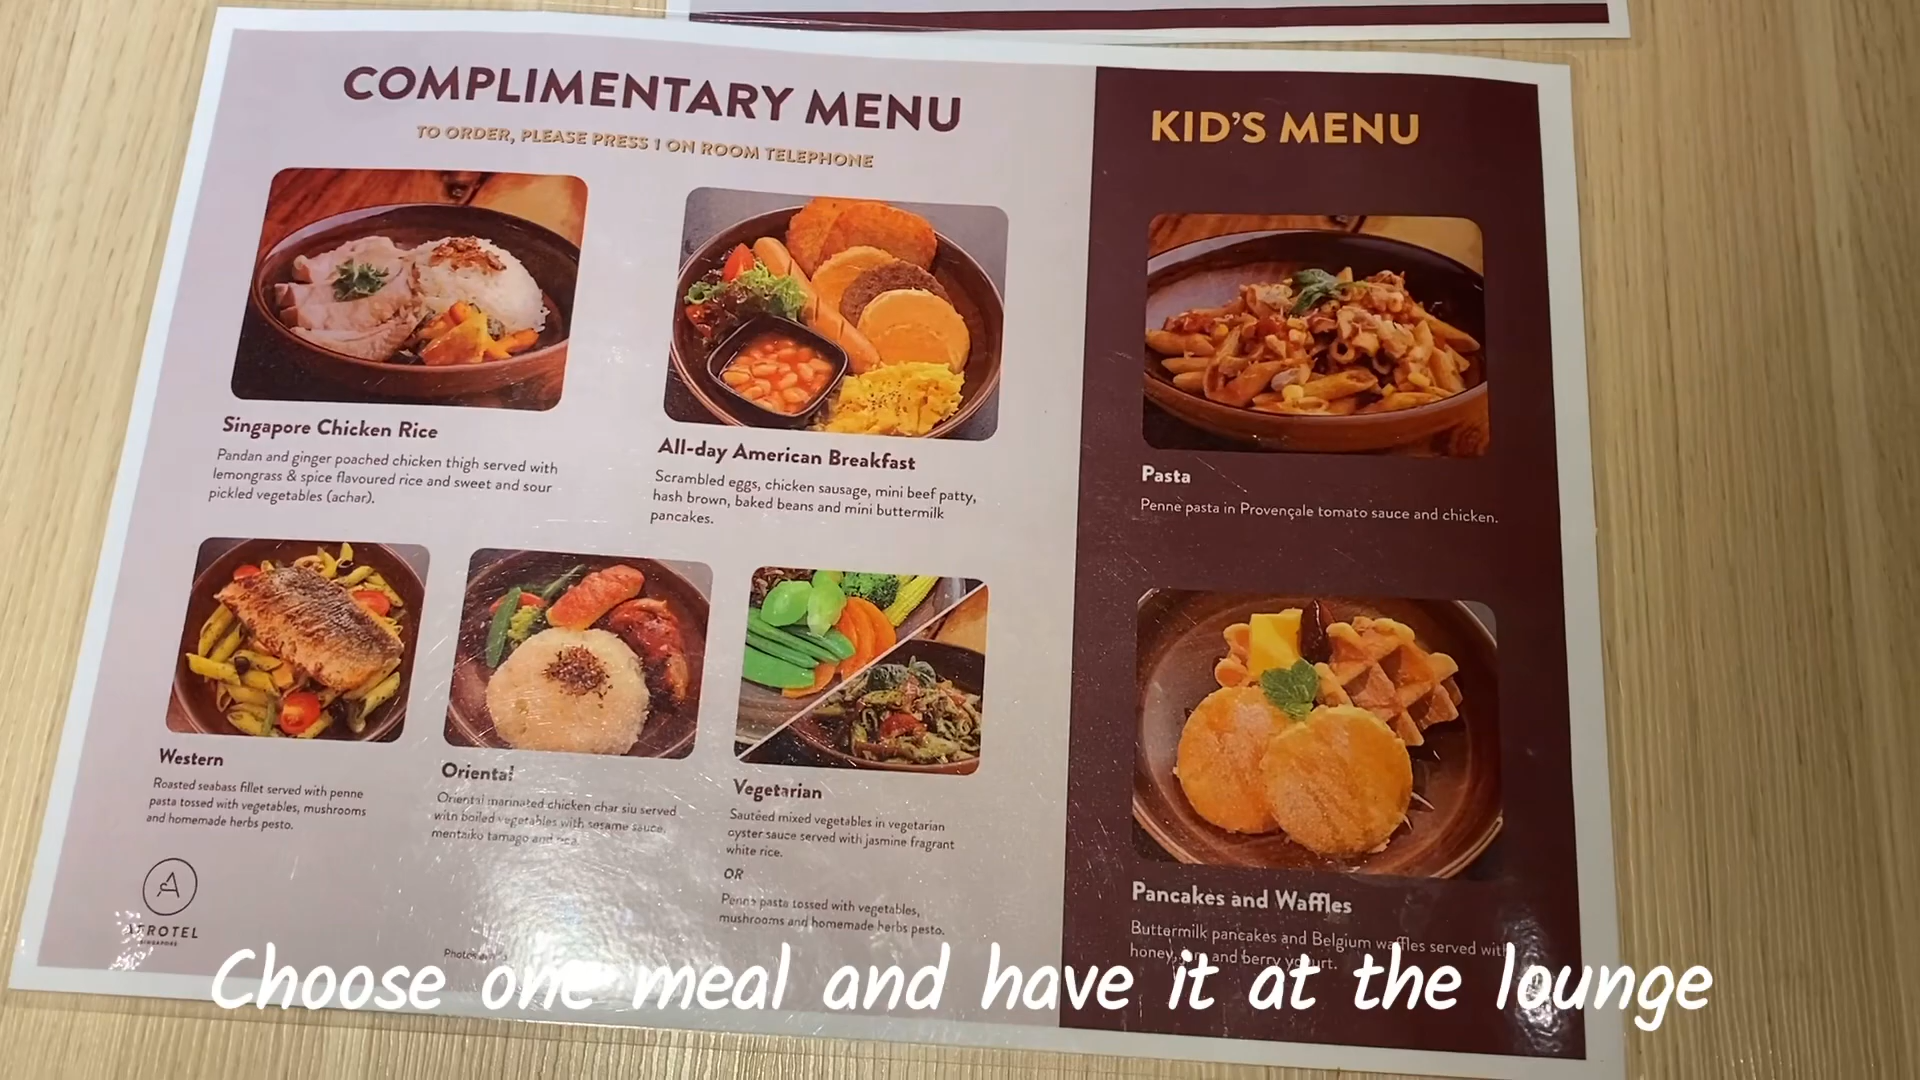 COMPLIMENTARY MENU
TO ORDER, PLEASE PRESS 1 ON ROOM TELEPHONE
Singapore Chicken Rice
Pandan and ginger poached chicken thigh served with
lemongrass & spice flavoured rice and sweet and sour
pickled vegetables (achar).
All-day American Breakfast
Scrambled eggs, chicken sausage, mini beef patty,
hash brown, baked beans and mini buttermilk
pancakes.
Western
Roasted seabass fillet served with penne
pasta tossed with vegetables, mushrooms
and homemade herbs pesto.
Oriental
Oriental marinated chicken char siu served
with boiled vegetables with sesame sauce,
mentaiko tamago and
Vegetarian
Sautéed mixed vegetables in vegetarian
oyster sauce served with jasmine fragrant
white rice.
OR
Penne pasta tossed with vegetables,
mushrooms and homemade herbs pesto.
KID'S MENU
Pasta
Penne pasta in Provençale tomato sauce and chicken.
Pancakes and Waffles
Buttermilk pancakes and Belgium waffles served with
honey, and berry yogurt.
AEROTEL
SINGAPORE
Choose one meal and have it at the lounge